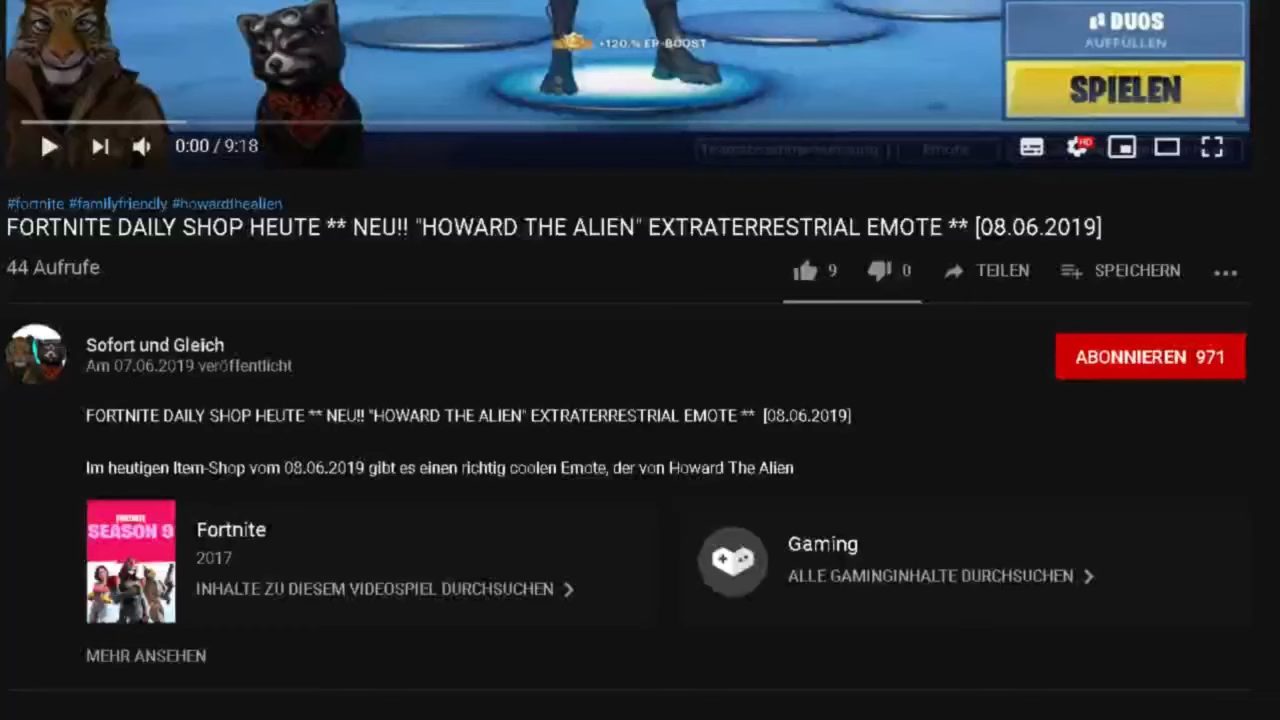 DUOS
AUFFÜLLEN
+120.% EP-BOOST
SPIELEN
0:00 / 9:18
HD
Emote
#fortnite #familyfriendly #howardthealien
FORTNITE DAILY SHOP HEUTE ** NEU!! "HOWARD THE ALIEN" EXTRATERRESTRIAL EMOTE ** [08.06.2019]
44 Aufrufe
9 0 TEILEN SPEICHERN
Sofort und Gleich
Am 07.06.2019 veröffentlicht
ABONNIEREN 971
FORTNITE DAILY SHOP HEUTE ** NEU!! "HOWARD THE ALIEN" EXTRATERRESTRIAL EMOTE ** [08.06.2019]
Im heutigen Item-Shop vom 08.06.2019 gibt es einen richtig coolen Emote, der von Howard The Alien
FORTNITE
SEASON 9
Fortnite
2017
INHALTE ZU DIESEM VIDEOSPIEL DURCHSUCHEN
Gaming
ALLE GAMINGINHALTE DURCHSUCHEN
MEHR ANSEHEN